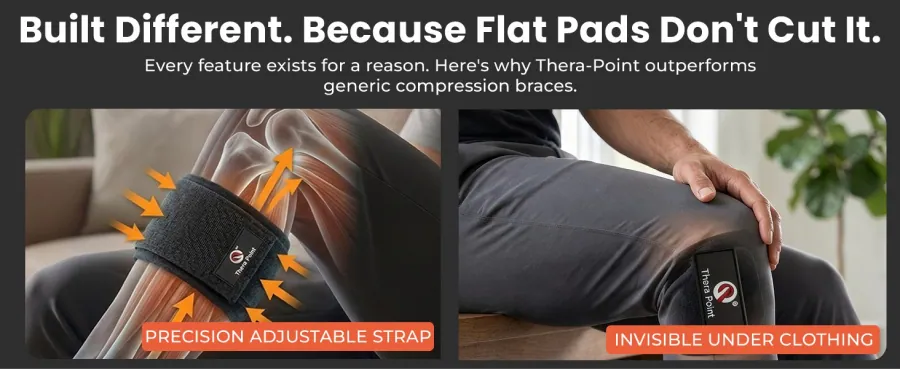 Built Different. Because Flat Pads Don't Cut It.
Every feature exists for a reason. Here's why Thera-Point outperforms
generic compression braces.
Thera Point
PRECISION ADJUSTABLE STRAP
Thera Point
INVISIBLE UNDER CLOTHING